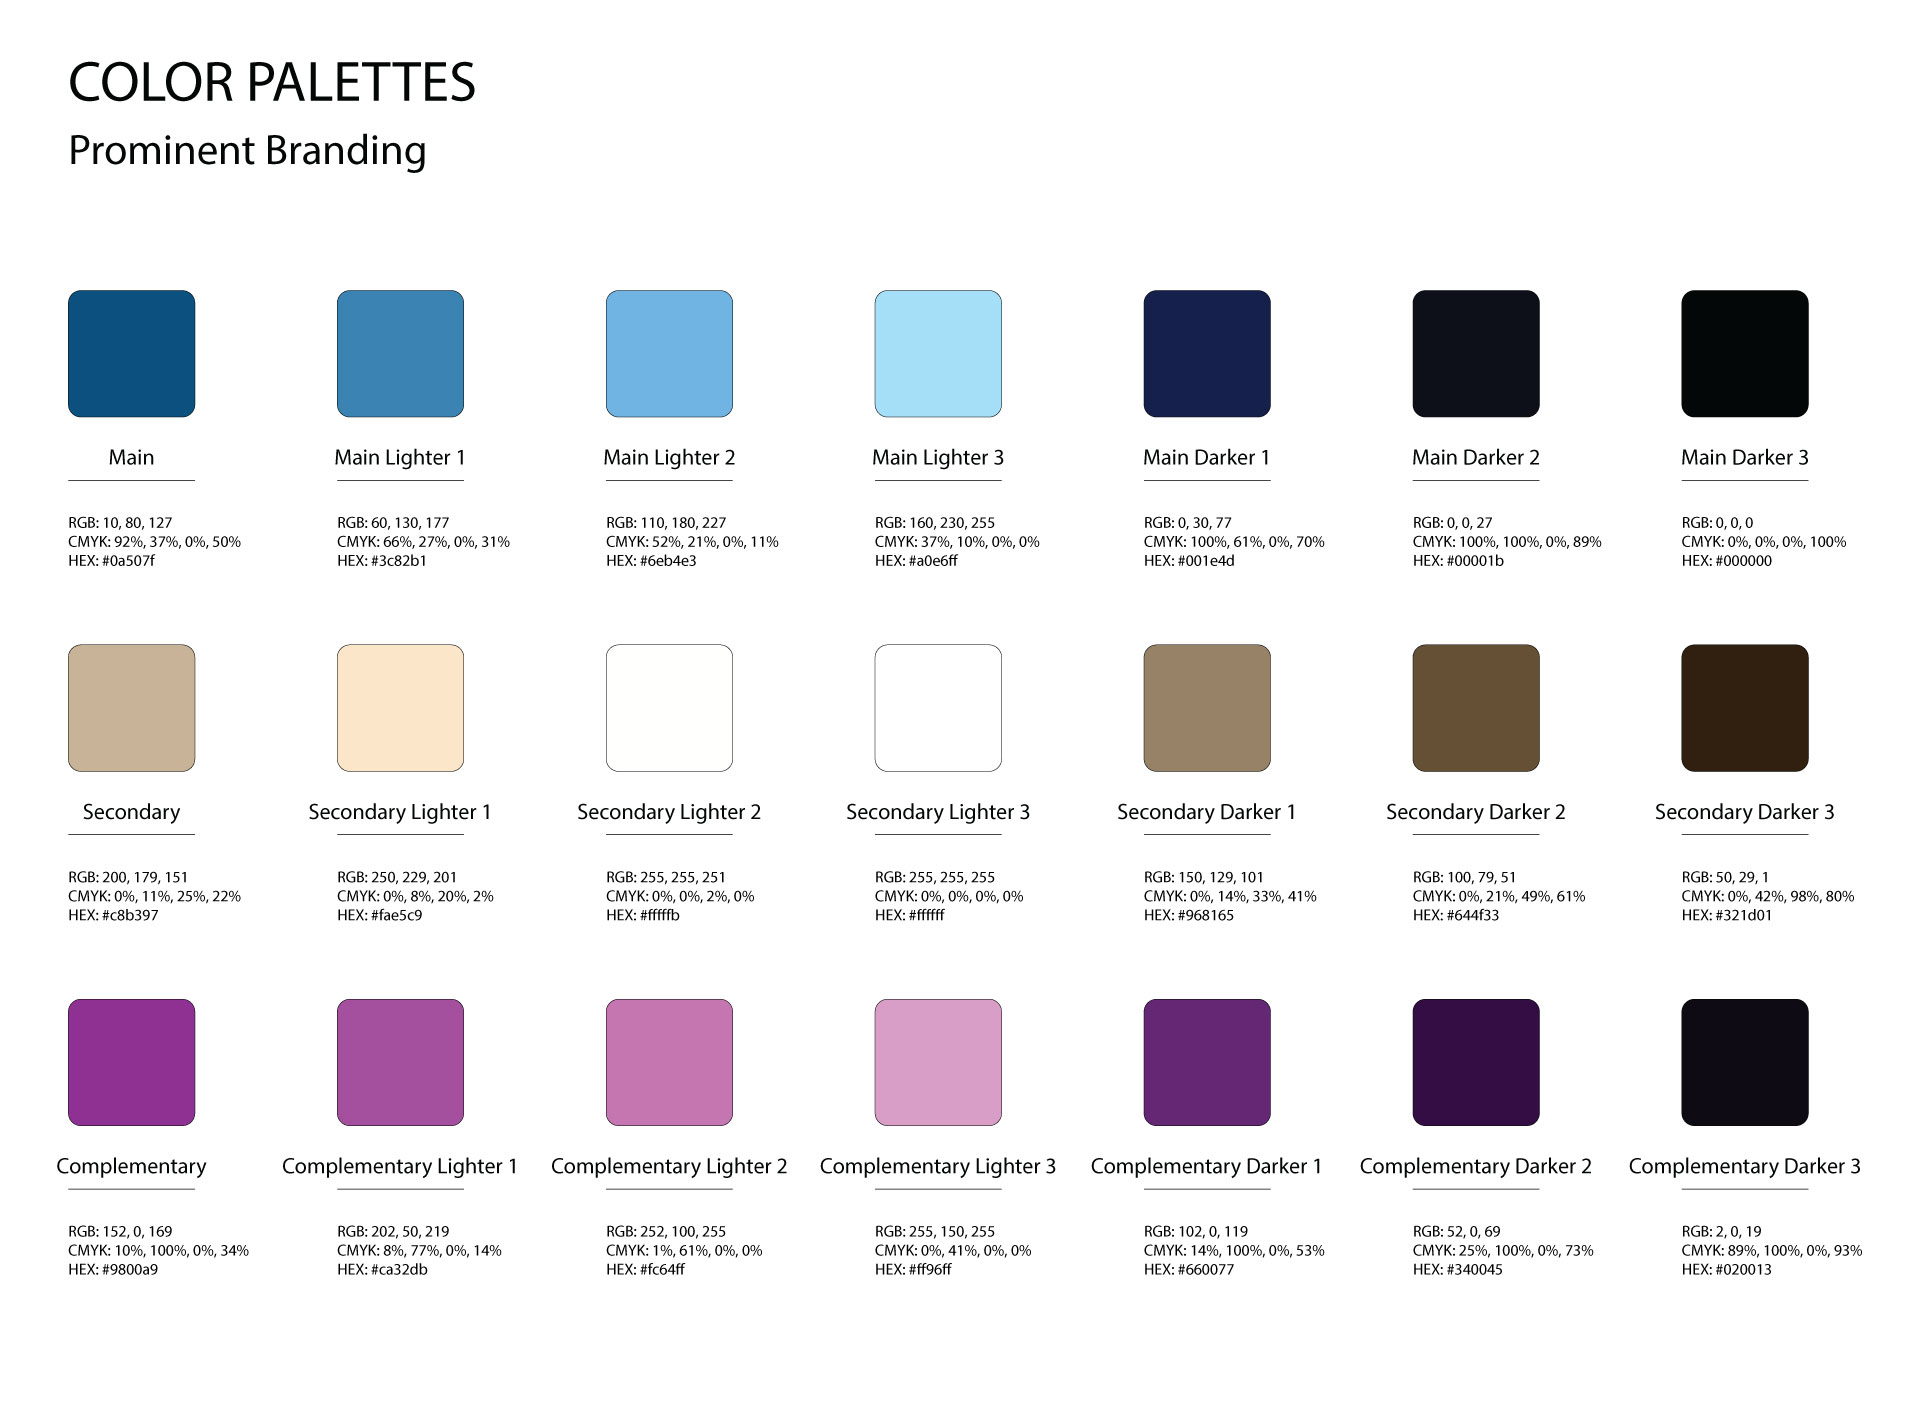 COLOR PALETTES
Prominent Branding
Main
RGB: 10, 80, 127
CMYK: 92%, 37%, 0%, 50%
HEX: #0a507f
Main Lighter 1
RGB: 60, 130, 177
CMYK: 66%, 27%, 0%, 31%
HEX: #3c82b1
Main Lighter 2
RGB: 110, 180, 227
CMYK: 52%, 21%, 0%, 11%
HEX: #6eb4e3
Main Lighter 3
RGB: 160, 230, 255
CMYK: 37%, 10%, 0%, 0%
HEX: #a0e6ff
Main Darker 1
RGB: 0, 30, 77
CMYK: 100%, 61%, 0%, 70%
HEX: #001e4d
Main Darker 2
RGB: 0, 0, 27
CMYK: 100%, 100%, 0%, 89%
HEX: #00001b
Main Darker 3
RGB: 0, 0, 0
CMYK: 0%, 0%, 0%, 100%
HEX: #000000
Secondary
RGB: 200, 179, 151
CMYK: 0%, 11%, 25%, 22%
HEX: #c8b397
Secondary Lighter 1
RGB: 250, 229, 201
CMYK: 0%, 8%, 20%, 2%
HEX: #fae5c9
Secondary Lighter 2
RGB: 255, 255, 251
CMYK: 0%, 0%, 2%, 0%
HEX: #fffffb
Secondary Lighter 3
RGB: 255, 255, 255
CMYK: 0%, 0%, 0%, 0%
HEX: #ffffff
Secondary Darker 1
RGB: 150, 129, 101
CMYK: 0%, 14%, 33%, 41%
HEX: #968165
Secondary Darker 2
RGB: 100, 79, 51
CMYK: 0%, 21%, 49%, 61%
HEX: #644f33
Secondary Darker 3
RGB: 50, 29, 1
CMYK: 0%, 42%, 98%, 80%
HEX: #321d01
Complementary
RGB: 152, 0, 169
CMYK: 10%, 100%, 0%, 34%
HEX: #9800a9
Complementary Lighter 1
RGB: 202, 50, 219
CMYK: 8%, 77%, 0%, 14%
HEX: #ca32db
Complementary Lighter 2
RGB: 252, 100, 255
CMYK: 1%, 61%, 0%, 0%
HEX: #fc64ff
Complementary Lighter 3
RGB: 255, 150, 255
CMYK: 0%, 41%, 0%, 0%
HEX: #ff96ff
Complementary Darker 1
RGB: 102, 0, 119
CMYK: 14%, 100%, 0%, 53%
HEX: #660077
Complementary Darker 2
RGB: 52, 0, 69
CMYK: 25%, 100%, 0%, 73%
HEX: #340045
Complementary Darker 3
RGB: 2, 0, 19
CMYK: 89%, 100%, 0%, 93%
HEX: #020013